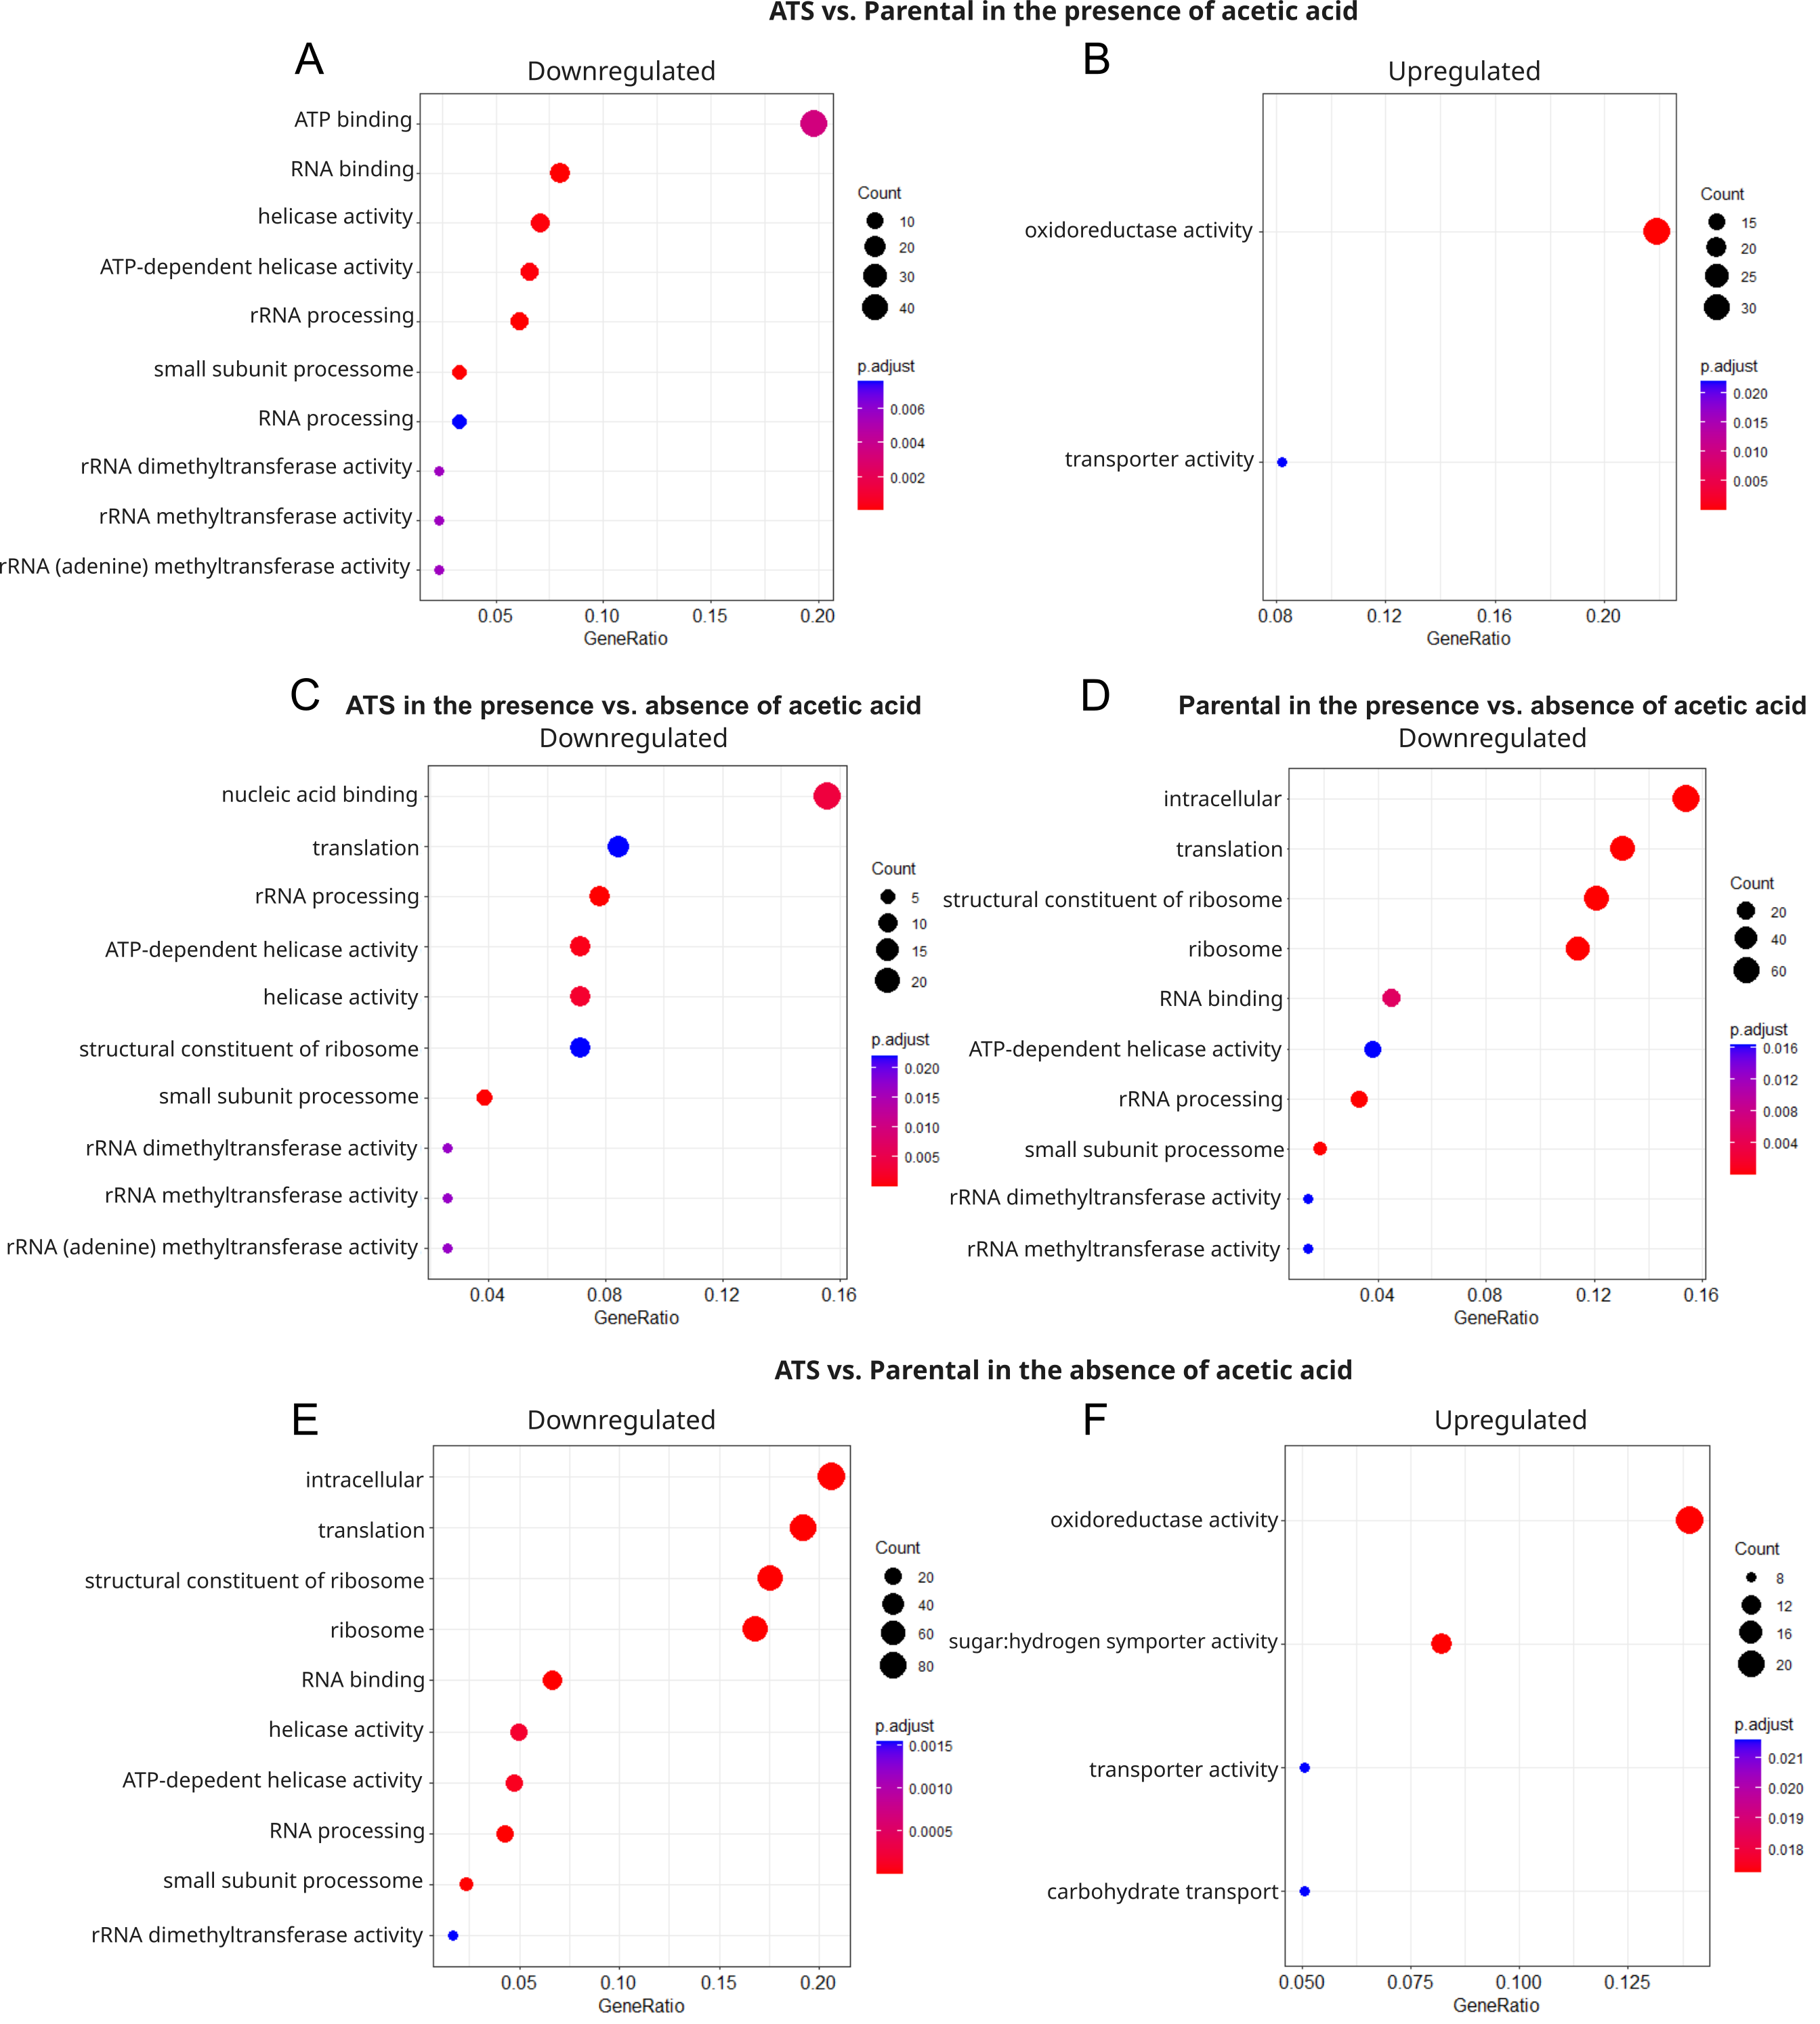 ATS vs. Parental in the presence of acetic acid
A
Downregulated
ATP binding
RNA binding
helicase activity
ATP-dependent helicase activity
rRNA processing
small subunit processome
RNA processing
rRNA dimethyltransferase activity
rRNA methyltransferase activity
rRNA (adenine) methyltransferase activity
0.05 0.10 0.15 0.20
GeneRatio
Count
10
20
30
40
p.adjust
0.006
0.004
0.002
B
Upregulated
oxidoreductase activity
transporter activity
0.08 0.12 0.16 0.20
GeneRatio
Count
15
20
25
30
p.adjust
0.020
0.015
0.010
0.005
C
ATS in the presence vs. absence of acetic acid
Downregulated
nucleic acid binding
translation
rRNA processing
ATP-dependent helicase activity
helicase activity
structural constituent of ribosome
small subunit processome
rRNA dimethyltransferase activity
rRNA methyltransferase activity
rRNA (adenine) methyltransferase activity
0.04 0.08 0.12 0.16
GeneRatio
Count
5
10
15
20
p.adjust
0.020
0.015
0.010
0.005
D
Parental in the presence vs. absence of acetic acid
Downregulated
intracellular
translation
structural constituent of ribosome
ribosome
RNA binding
ATP-dependent helicase activity
rRNA processing
small subunit processome
rRNA dimethyltransferase activity
rRNA methyltransferase activity
0.04 0.08 0.12 0.16
GeneRatio
Count
20
40
60
p.adjust
0.016
0.012
0.008
0.004
ATS vs. Parental in the absence of acetic acid
E
Downregulated
intracellular
translation
structural constituent of ribosome
ribosome
RNA binding
helicase activity
ATP-depedent helicase activity
RNA processing
small subunit processome
rRNA dimethyltransferase activity
0.05 0.10 0.15 0.20
GeneRatio
Count
20
40
60
80
p.adjust
0.0015
0.0010
0.0005
F
Upregulated
oxidoreductase activity
sugar:hydrogen symporter activity
transporter activity
carbohydrate transport
0.050 0.075 0.100 0.125
GeneRatio
Count
8
12
16
20
p.adjust
0.021
0.020
0.019
0.018